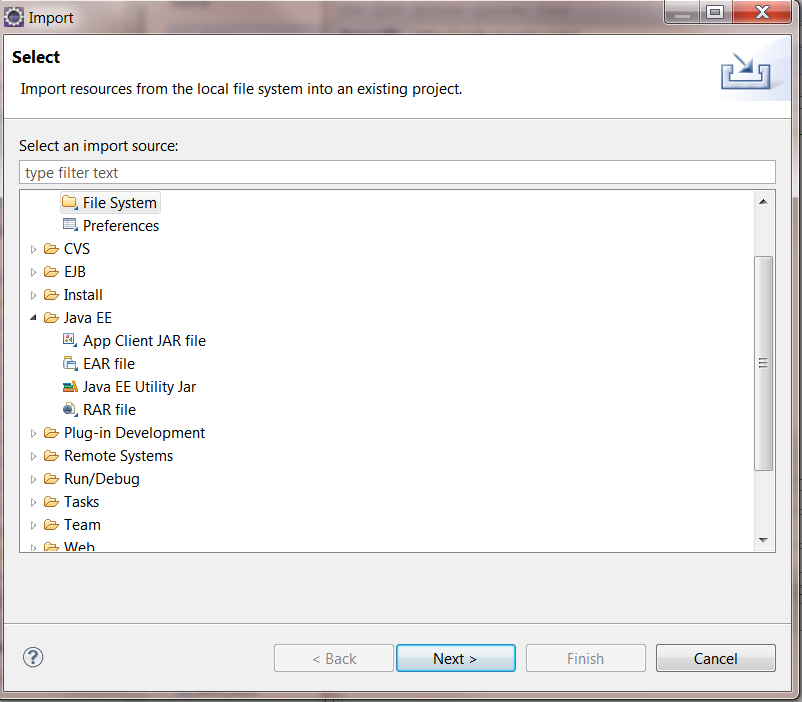 Import
Select
Import resources from the local file system into an existing project.
Select an import source:
type filter text
File System
Preferences
CVS
EJB
Install
Java EE
App Client JAR file
EAR file
Java EE Utility Jar
RAR file
Plug-in Development
Remote Systems
Run/Debug
Tasks
Team
Web
< Back
Next >
Finish
Cancel